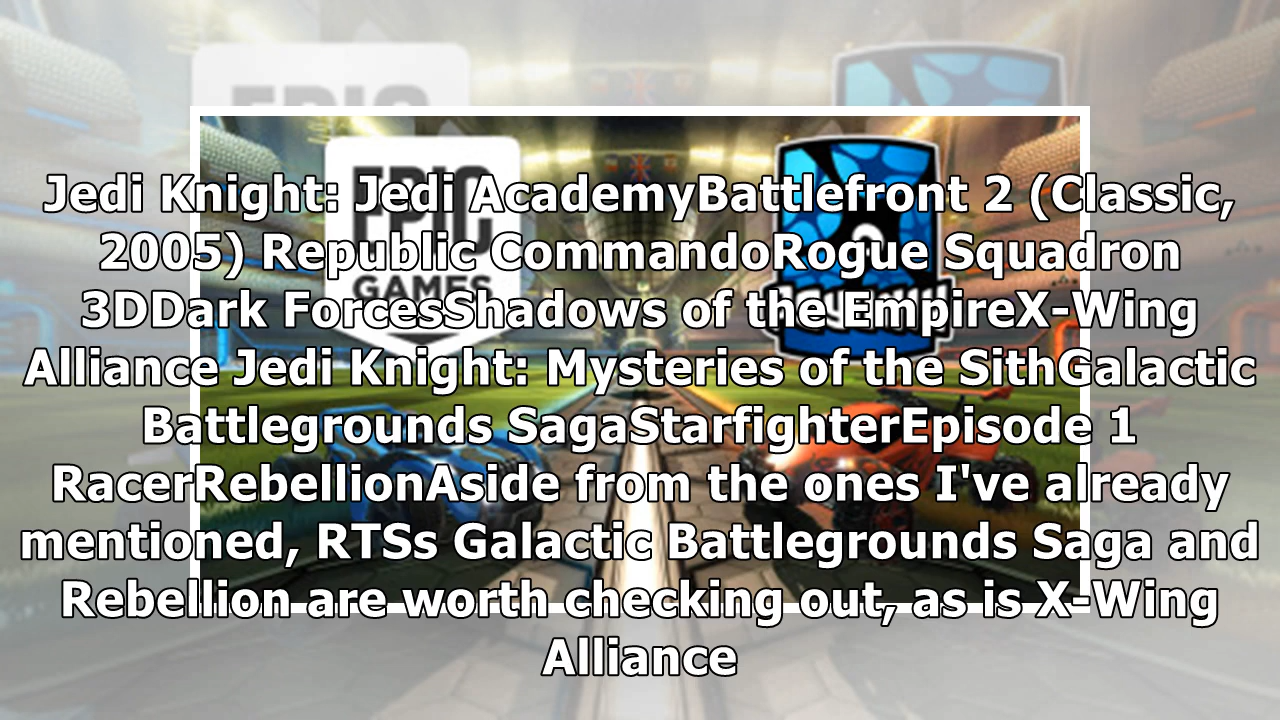 EPIC
GAMES
Jedi Knight: Jedi AcademyBattlefront 2 (Classic,
2005) Republic CommandoRogue Squadron
3DDark ForcesShadows of the EmpireX-Wing
Alliance Jedi Knight: Mysteries of the SithGalactic
Battlegrounds SagaStarfighterEpisode 1
RacerRebellionAside from the ones I've already
mentioned, RTSs Galactic Battlegrounds Saga and
Rebellion are worth checking out, as is X-Wing
Alliance